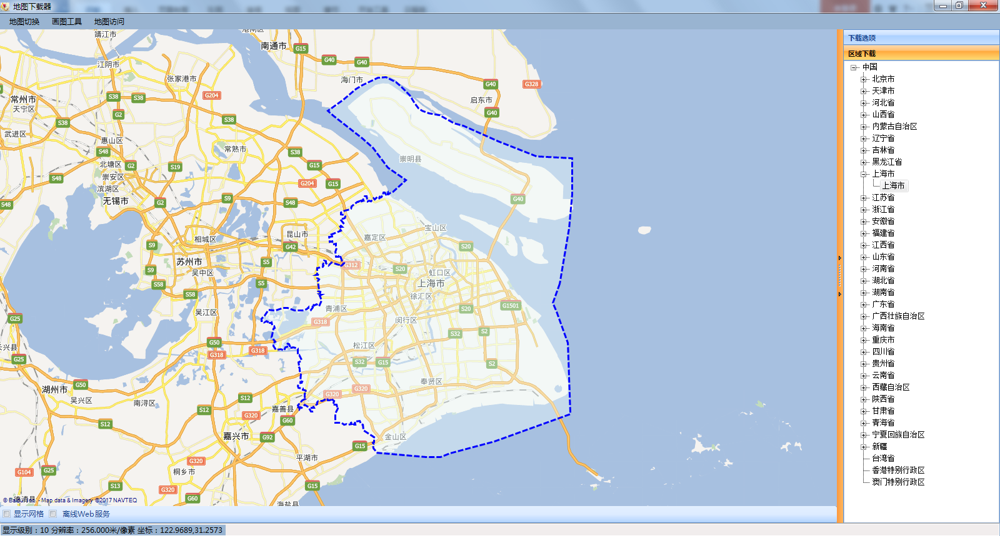 地图下载器
地图切换 画图工具 地图访问
靖江市
南通市
G15
G40
G40
江阴市
张家港市
海门市
G40
G328
常州市
天宁区
S38
S38
G204
启东市
G2
S38
G40
S38
武进区
惠山区
常熟市
S48
S38
北塘区
G2
S19
G15
崇明县
崇安区
S48
滨湖区
G204
G15
无锡市
S48
G2
S9
S48
G40
宝山区
昆山市
嘉定区
相城区
S9
G42
S20
苏州市
S5
G312
S9
吴中区
S20
虹口区
S58
S5
上海市
S58
徐汇区
吴江区
青浦区
S20
G1501
G25
G318
闵行区
S32
S2
G50
长兴县
G318
G318
松江区
G25
S32
G15
S2
G50
湖州市
奉贤区
吴兴区
南浔区
S12
G320
G320
S12
嘉善县
G320
G60
S12
嘉兴市
G92
金山区
G15
平湖市
G320
G104
G25
桐乡市
S13
G320
G15
G60
德清县
海盐县
- Map data & Imagery ©2017 NAVTEQ
显示网格 离线Web服务
显示级别：10 分辨率：256.000米/像素 坐标：122.9689,31.2573
下载选项
区域下载
中国
北京市
天津市
河北省
山西省
内蒙古自治区
辽宁省
吉林省
黑龙江省
上海市
上海市
江苏省
浙江省
安徽省
福建省
江西省
山东省
河南省
湖北省
湖南省
广东省
广西壮族自治区
海南省
重庆市
四川省
贵州省
云南省
西藏自治区
陕西省
甘肃省
青海省
宁夏回族自治区
新疆
台湾省
香港特别行政区
澳门特别行政区